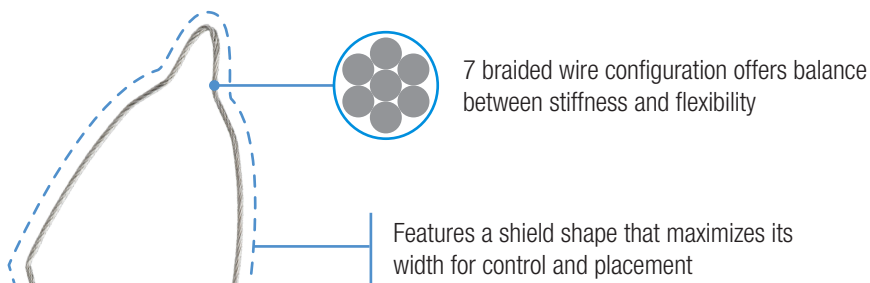 7 braided wire configuration offers balance
between stiffness and flexibility
Features a shield shape that maximizes its
width for control and placement